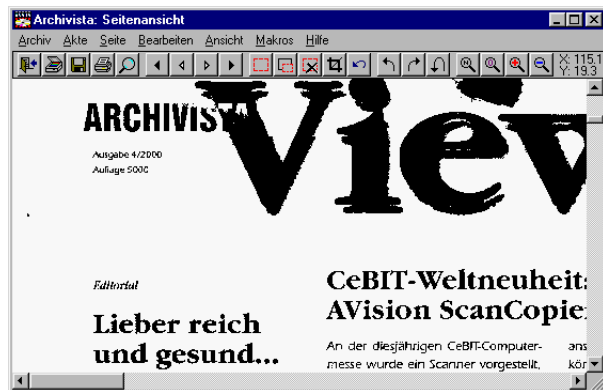 Archivista: Seitenansicht
Archiv Akte Seite Bearbeiten Ansicht Makros Hilfe
X: 115,1
Y: 19.3
ARCHIVISTA
View
Ausgabe 4/2000
Auflage 5000
Editorial
Lieber reich
und gesund...
CeBIT-Weltneuheit:
AVision ScanCopie
An der diesjährigen CeBIT-Computer-
messe wurde ein Scanner vorgestellt,
ans
kör